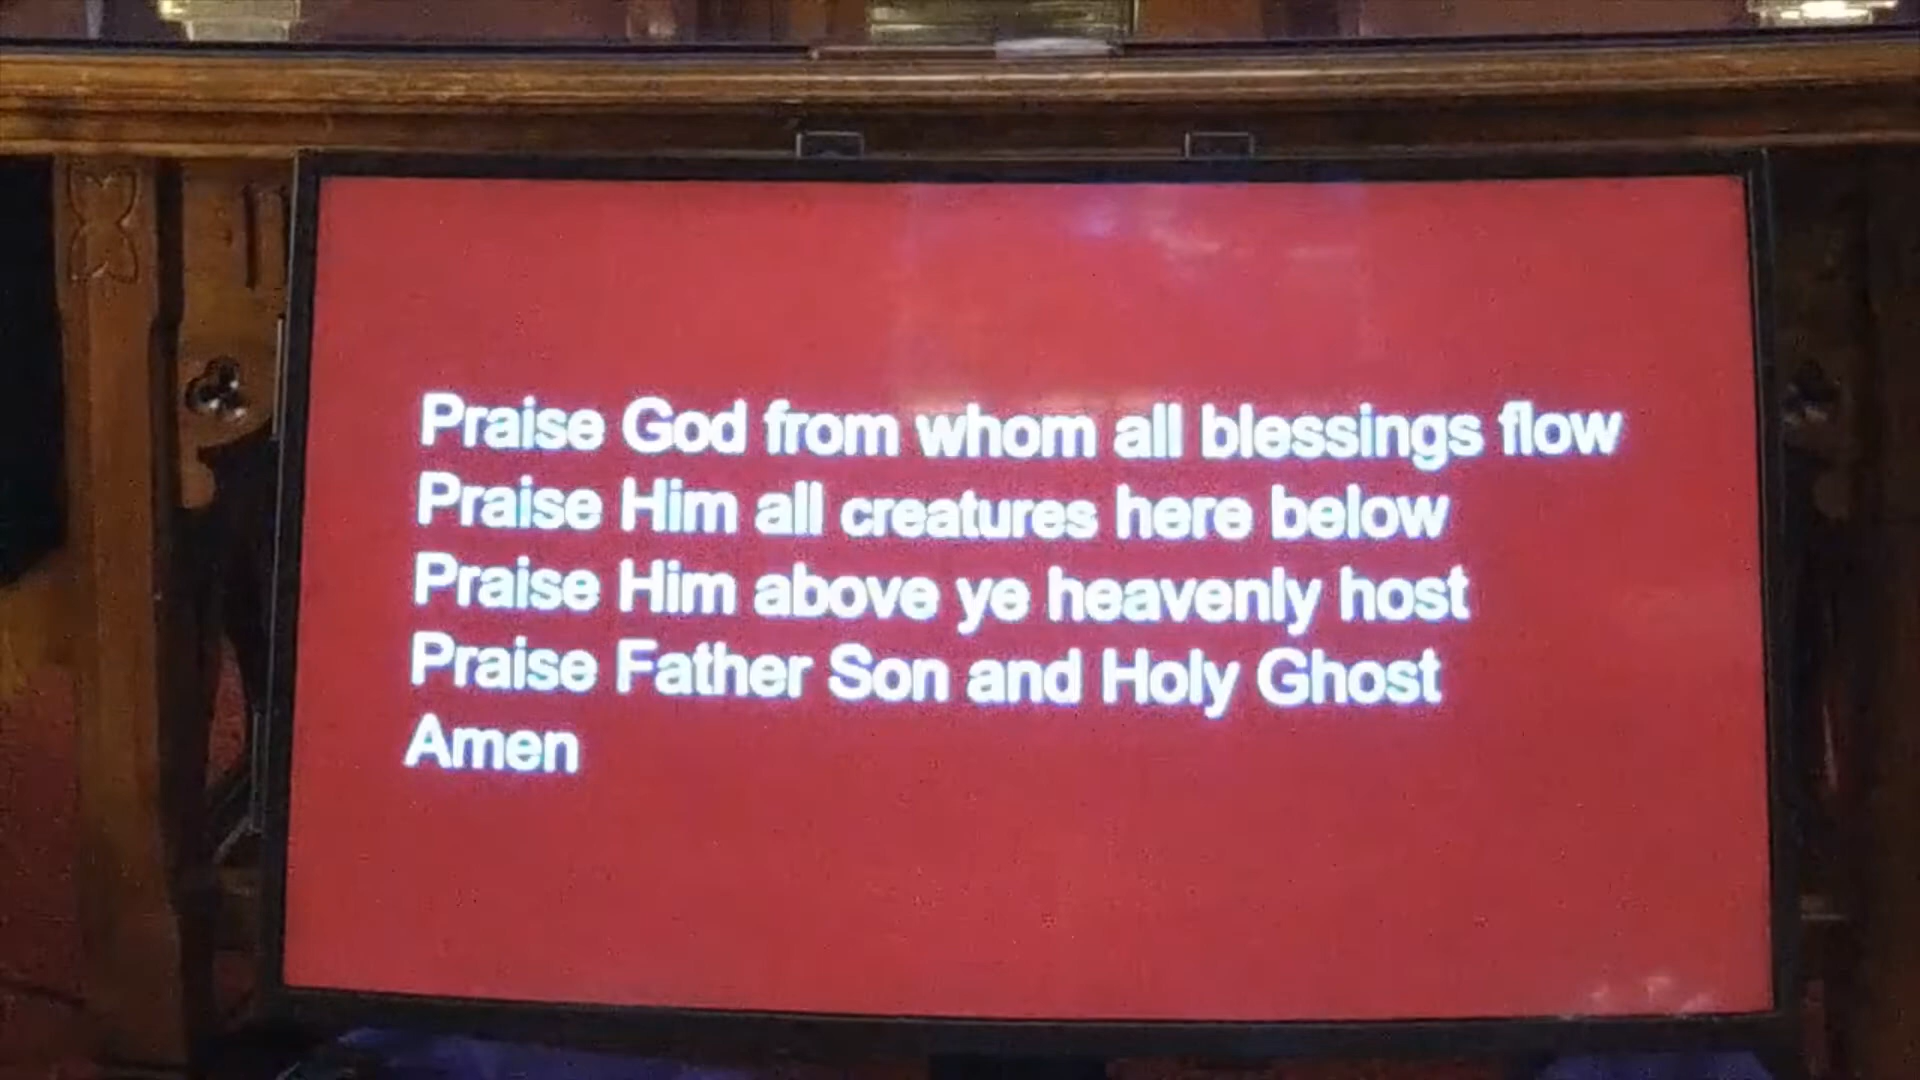 Praise God from whom all blessings flow
Praise Him all creatures here below
Praise Him above ye heavenly host
Praise Father Son and Holy Ghost
Amen